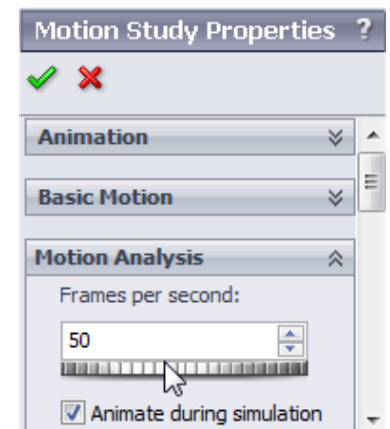 Motion Study Properties ?
Animation
Basic Motion
Motion Analysis
Frames per second:
50
Animate during simulation